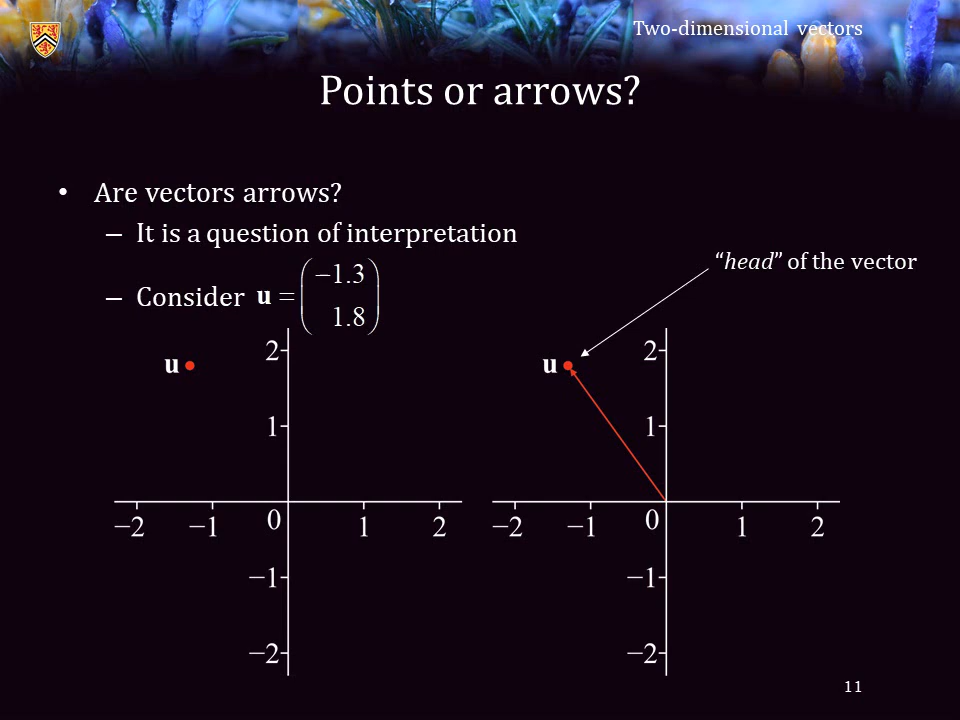 Two-dimensional vectors
Points or arrows?
• Are vectors arrows?
– It is a question of interpretation
– Consider u = (−1.3
1.8)
“head” of the vector
u
2
1
0
−2 −1 1 2
−1
−2
u
2
1
0
−2 −1 1 2
−1
−2
11